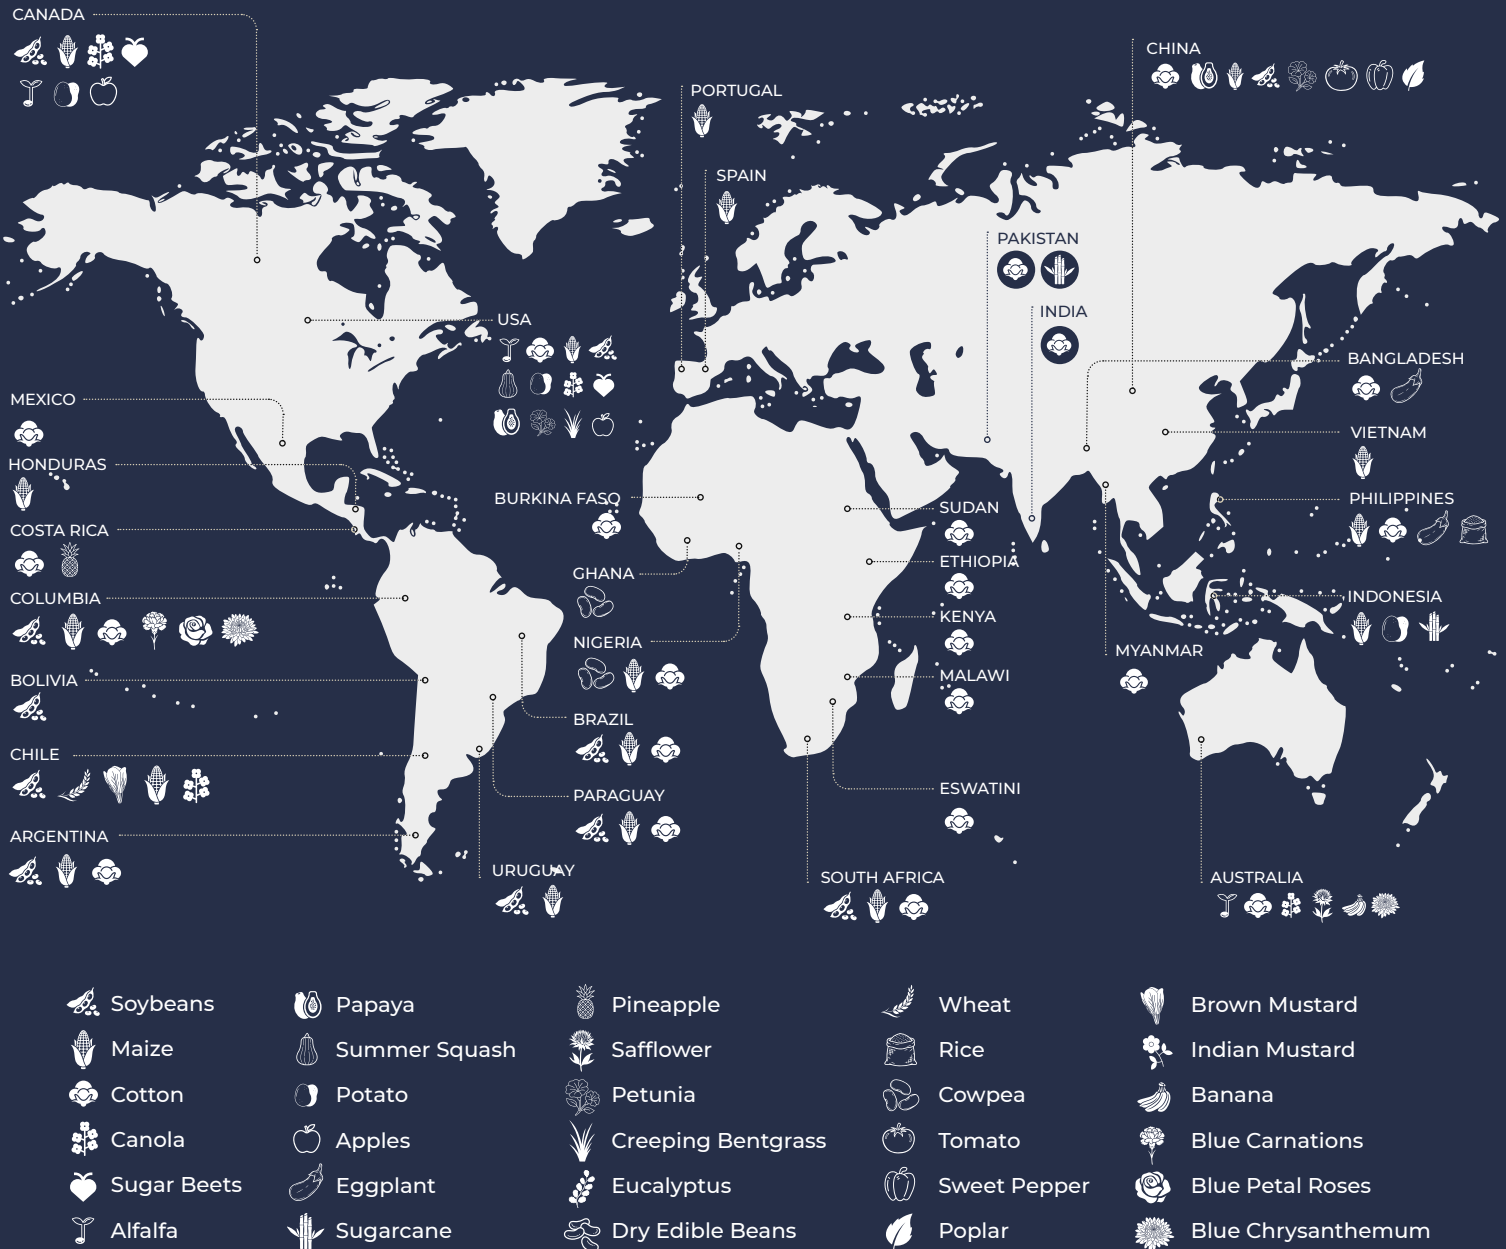 CANADA
CHINA
PORTUGAL
SPAIN
PAKISTAN
INDIA
USA
BANGLADESH
MEXICO
VIETNAM
HONDURAS
BURKINA FASO
SUDAN
PHILIPPINES
COSTA RICA
ETHIOPIA
GHANA
COLUMBIA
INDONESIA
KENYA
NIGERIA
MYANMAR
BOLIVIA
MALAWI
BRAZIL
CHILE
ESWATINI
PARAGUAY
ARGENTINA
URUGUAY
SOUTH AFRICA
AUSTRALIA
Soybeans
Maize
Cotton
Canola
Sugar Beets
Alfalfa
Papaya
Summer Squash
Potato
Apples
Eggplant
Sugarcane
Pineapple
Safflower
Petunia
Creeping Bentgrass
Eucalyptus
Dry Edible Beans
Wheat
Rice
Cowpea
Tomato
Sweet Pepper
Poplar
Brown Mustard
Indian Mustard
Banana
Blue Carnations
Blue Petal Roses
Blue Chrysanthemum